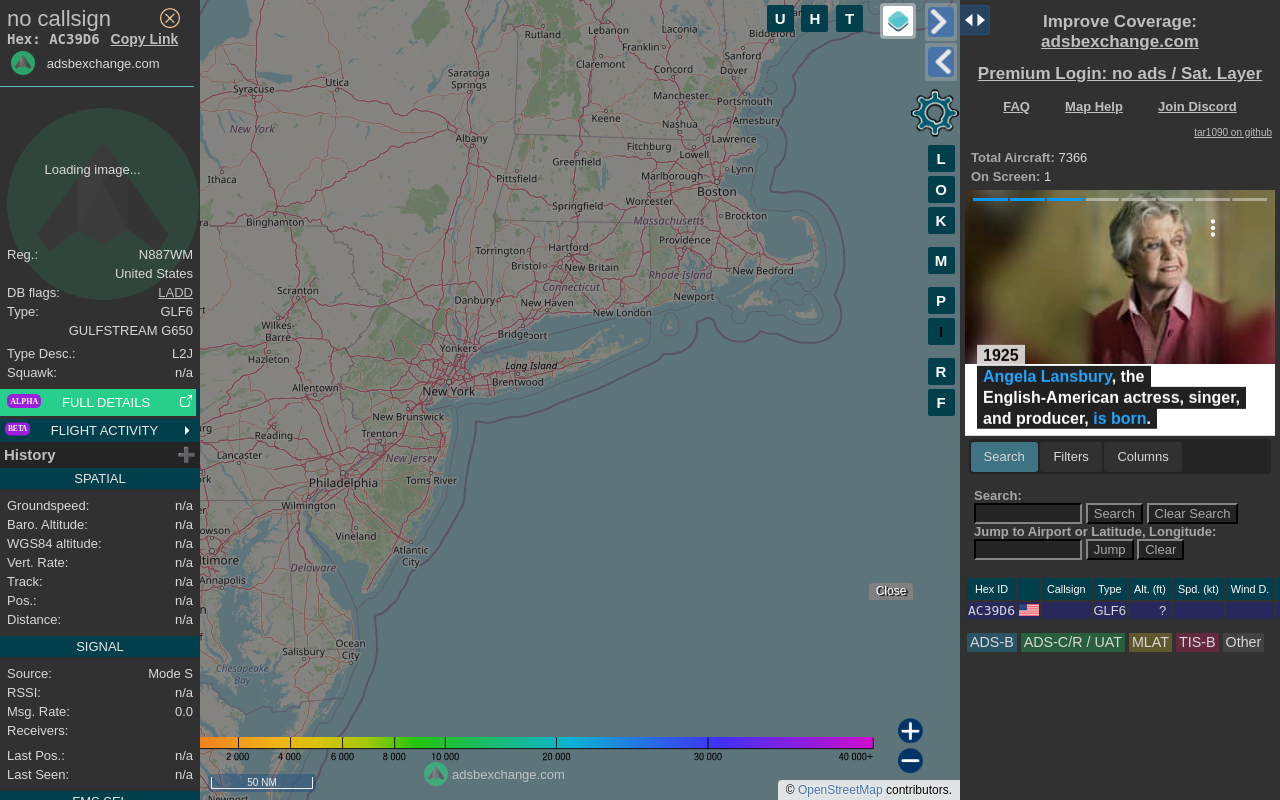 no callsign
Hex: AC39D6 Copy Link
adsbexchange.com
Loading image...
Reg.: N887WM
United States
DB flags: LADD
Type: GLF6
GULFSTREAM G650
Type Desc.: L2J
Squawk: n/a
ALPHA FULL DETAILS
BETA FLIGHT ACTIVITY
History
SPATIAL
Groundspeed: n/a
Baro. Altitude: n/a
WGS84 altitude: n/a
Vert. Rate: n/a
Track: n/a
Pos.: n/a
Distance: n/a
SIGNAL
Source: Mode S
RSSI: n/a
Msg. Rate: 0.0
Receivers:
Last Pos.: n/a
Last Seen: n/a
FMS SEL
U H T
L
O
K
M
P
I
R
F
Rutland
Lebanon
Laconia
Franklin
Biddeford
Sanford
Claremont
Concord
Dover
Saratoga
Springs
Utica
Syracuse
Manchester
Portsmouth
Keene
Nashua
Amesbury
New York
Albany
Lawrence
Fitchburg
Lowell
Greenfield
Lynn
Ithaca
Pittsfield
Marlborough
Boston
Worcester
Springfield
Massachusetts
Brockton
Binghamton
Providence
Hartford
Torrington
Bristol
New Britain
Rhode Island
New Bedford
Connecticut
Scranton
Newport
Danbury
New Haven
New London
Wilkes-
Barre
Bridgeport
Yonkers
Hazleton
Long Island
Brentwood
Allentown
New York
New Brunswick
Reading
Trenton
Lancaster
New Jersey
Toms River
Philadelphia
Wilmington
Vineland
Atlantic
City
Annapolis
Delaware
Ocean
City
Salisbury
Chesapeake
Bay
Close
2 000 4 000 6 000 8 000 10 000 20 000 30 000 40 000+
50 NM
adsbexchange.com
© OpenStreetMap contributors.
Improve Coverage:
adsbexchange.com
Premium Login: no ads / Sat. Layer
FAQ Map Help Join Discord
tar1090 on github
Total Aircraft: 7366
On Screen: 1
1925
Angela Lansbury, the
English-American actress, singer,
and producer, is born.
Search Filters Columns
Search:
Search Clear Search
Jump to Airport or Latitude, Longitude:
Jump Clear
Hex ID Callsign Type Alt. (ft) Spd. (kt) Wind D.
AC39D6 GLF6 ?
ADS-B ADS-C/R / UAT MLAT TIS-B Other